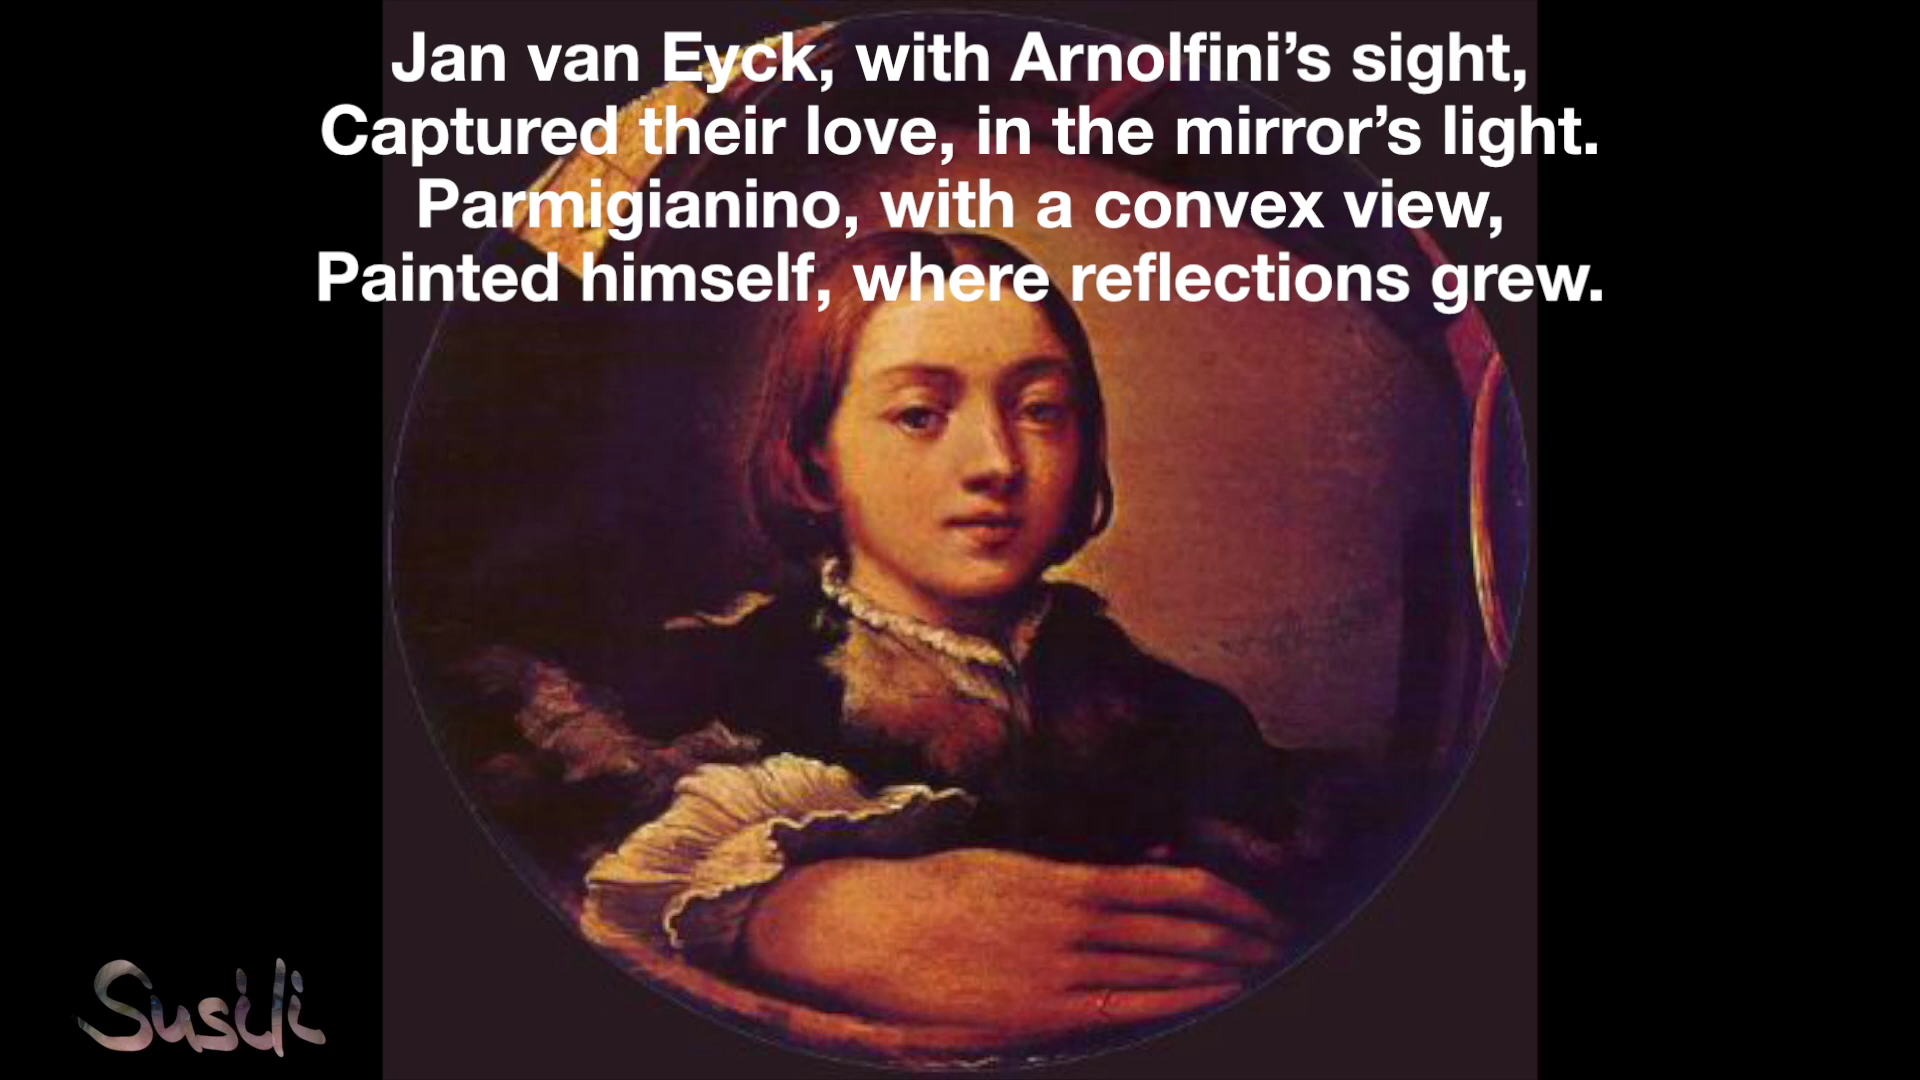 Jan van Eyck, with Arnolfini’s sight,
Captured their love, in the mirror’s light.
Parmigianino, with a convex view,
Painted himself, where reflections grew.
Susili